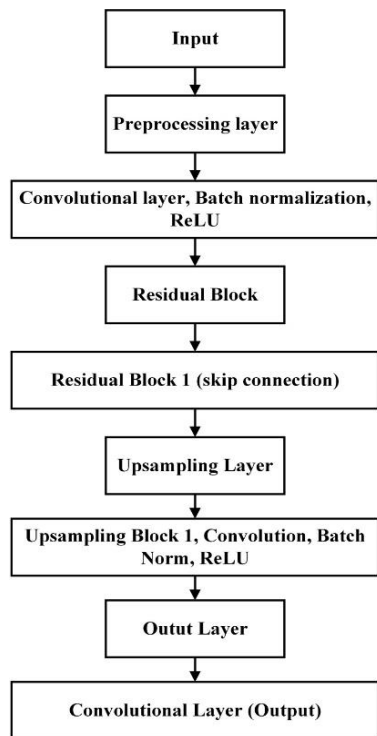 Input
Preprocessing layer
Convolutional layer, Batch normalization,
ReLU
Residual Block
Residual Block 1 (skip connection)
Upsampling Layer
Upsampling Block 1, Convolution, Batch
Norm, ReLU
Outut Layer
Convolutional Layer (Output)